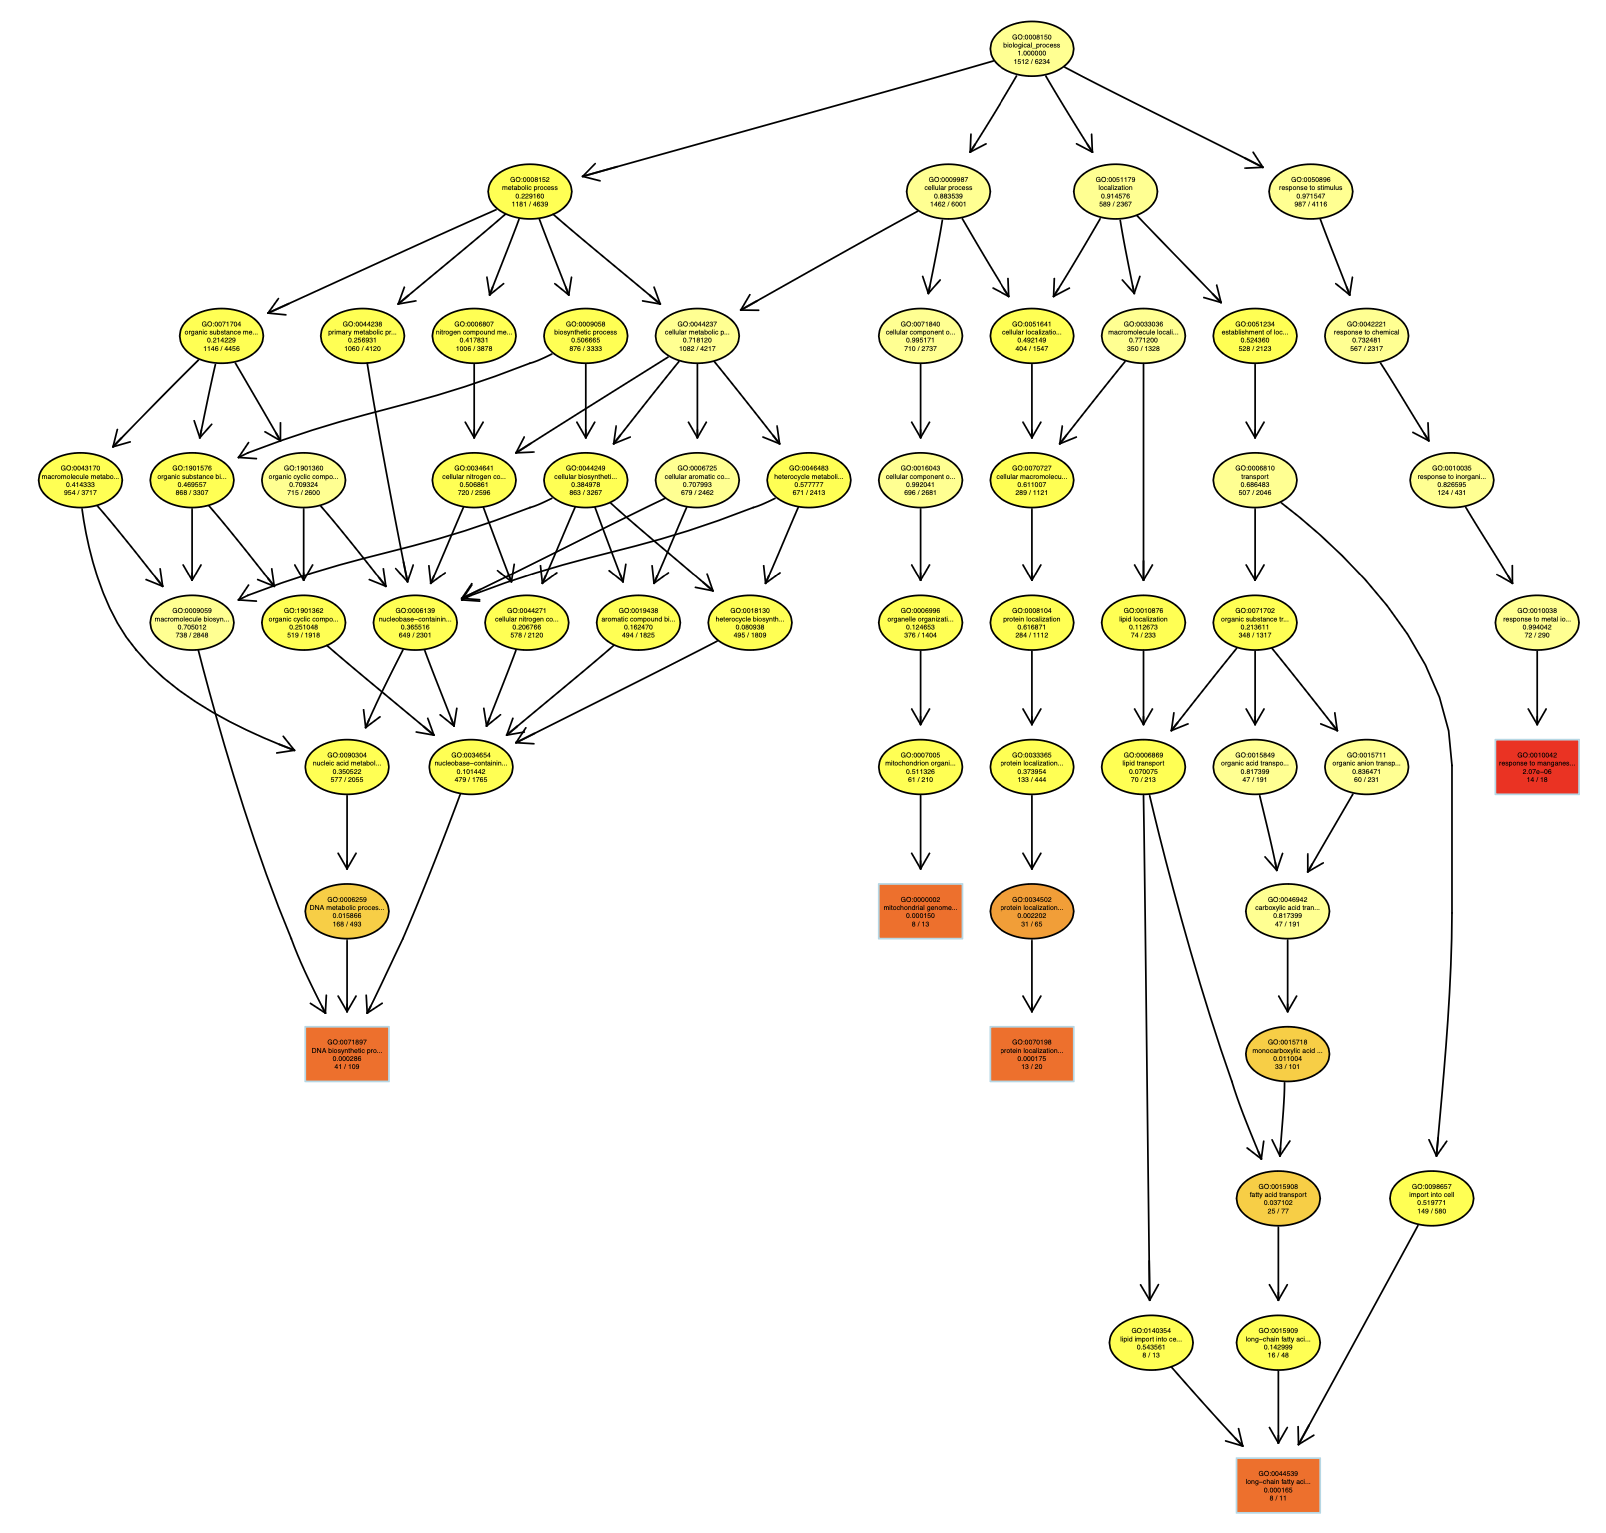 GO:0008150
biological_process
1.000000
1512 / 6234
GO:0008152
metabolic process
0.229160
1181 / 4639
GO:0009987
cellular process
0.883539
1462 / 6001
GO:0051179
localization
0.914576
589 / 2367
GO:0050896
response to stimulus
0.971547
987 / 4116
GO:0071704
organic substance me...
0.214229
1146 / 4456
GO:0044238
primary metabolic pr...
0.256931
1060 / 4120
GO:0006807
nitrogen compound me...
0.417831
1006 / 3878
GO:0009058
biosynthetic process
0.506665
876 / 3333
GO:0044237
cellular metabolic p...
0.718120
1082 / 4217
GO:0071840
cellular component o...
0.995171
710 / 2737
GO:0051641
cellular localizatio...
0.492149
404 / 1547
GO:0033036
macromolecule locali...
0.771200
350 / 1328
GO:0051234
establishment of loc...
0.524360
528 / 2123
GO:0042221
response to chemical
0.732481
567 / 2317
GO:0043170
macromolecule metabo...
0.414333
954 / 3717
GO:1901576
organic substance bi...
0.469557
868 / 3307
GO:1901360
organic cyclic compo...
0.709324
715 / 2600
GO:0034641
cellular nitrogen co...
0.506861
720 / 2596
GO:0044249
cellular biosyntheti...
0.384978
863 / 3267
GO:0006725
cellular aromatic co...
0.707993
679 / 2462
GO:0046483
heterocycle metaboli...
0.577777
671 / 2413
GO:0016043
cellular component o...
0.992041
696 / 2681
GO:0070727
cellular macromolecu...
0.611007
289 / 1121
GO:0006810
transport
0.686483
507 / 2046
GO:0010035
response to inorgani...
0.826595
124 / 431
GO:0009059
macromolecule biosyn...
0.705012
738 / 2848
GO:1901362
organic cyclic compo...
0.251048
519 / 1918
GO:0006139
nucleobase-containin...
0.365516
649 / 2301
GO:0044271
cellular nitrogen co...
0.206766
578 / 2120
GO:0019438
aromatic compound bi...
0.162470
494 / 1825
GO:0018130
heterocycle biosynth...
0.080938
495 / 1809
GO:0006996
organelle organizati...
0.124653
376 / 1404
GO:0008104
protein localization
0.616871
284 / 1112
GO:0010876
lipid localization
0.112673
74 / 233
GO:0071702
organic substance tr...
0.213611
348 / 1317
GO:0010038
response to metal io...
0.994042
72 / 290
GO:0090304
nucleic acid metabol...
0.350522
577 / 2055
GO:0034654
nucleobase-containin...
0.101442
479 / 1765
GO:0007005
mitochondrion organi...
0.511326
61 / 210
GO:0033365
protein localization...
0.373954
133 / 444
GO:0006869
lipid transport
0.070075
70 / 213
GO:0015849
organic acid transpo...
0.817399
47 / 191
GO:0015711
organic anion transp...
0.836471
60 / 231
GO:0010042
response to manganes...
2.07e-06
14 / 18
GO:0006259
DNA metabolic proces...
0.015866
168 / 493
GO:0000002
mitochondrial genome...
0.000150
8 / 13
GO:0034502
protein localization...
0.002202
31 / 65
GO:0046942
carboxylic acid tran...
0.817399
47 / 191
GO:0071897
DNA biosynthetic pro...
0.000286
41 / 109
GO:0070198
protein localization...
0.000175
13 / 20
GO:0015718
monocarboxylic acid ...
0.011004
33 / 101
GO:0015908
fatty acid transport
0.037102
25 / 77
GO:0098657
import into cell
0.519771
149 / 580
GO:0140354
lipid import into ce...
0.543561
8 / 13
GO:0015909
long-chain fatty aci...
0.142999
16 / 48
GO:0044539
long-chain fatty aci...
0.000165
8 / 11